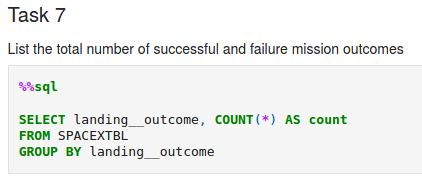 Task 7
List the total number of successful and failure mission outcomes
%%sql
SELECT landing__outcome, COUNT(*) AS count
FROM SPACEXTBL
GROUP BY landing__outcome